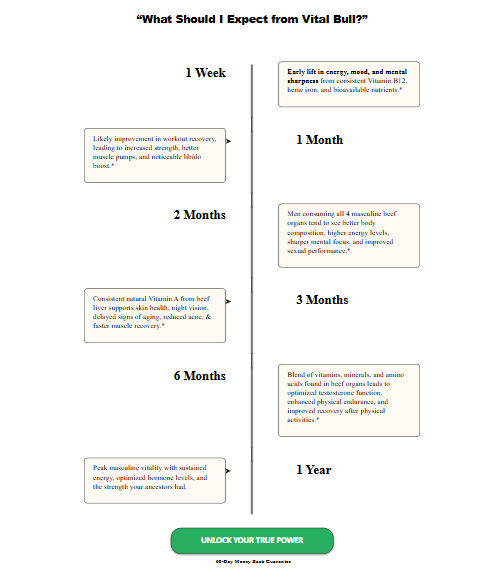 “What Should I Expect from Vital Bull?”
1 Week
Early lift in energy, mood, and mental
sharpness from consistent Vitamin B12,
heme iron, and bioavailable nutrients.*
1 Month
Likely improvement in workout recovery,
leading to increased strength, better
muscle pumps, and noticeable libido
boost.*
2 Months
Men consuming all 4 masculine beef
organs tend to see better body
composition, higher energy levels,
sharper mental focus, and improved
sexual performance.*
3 Months
Consistent natural Vitamin A from beef
liver supports skin health, night vision,
delayed signs of aging, reduced acne, &
faster muscle recovery.*
6 Months
Blend of vitamins, minerals, and amino
acids found in beef organs leads to
optimized testosterone function,
enhanced physical endurance, and
improved recovery after physical
activities.*
1 Year
Peak masculine vitality with sustained
energy, optimized hormone levels, and
the strength your ancestors had.
UNLOCK YOUR TRUE POWER
60-Day Money Back Guarantee